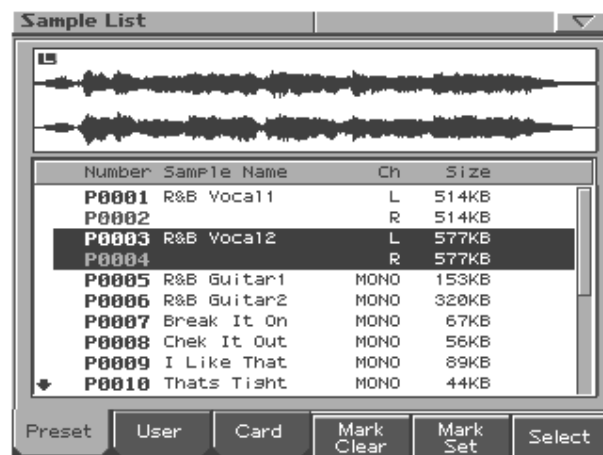 Sample List
L
Number Sample Name Ch Size
P0001 R&B Vocal1 L 514KB
P0002 R 514KB
P0003 R&B Vocal2 L 577KB
P0004 R 577KB
P0005 R&B Guitar1 MONO 153KB
P0006 R&B Guitar2 MONO 320KB
P0007 Break It On MONO 67KB
P0008 Chek It Out MONO 56KB
P0009 I Like That MONO 89KB
P0010 Thats Tight MONO 44KB
Preset User Card Mark Clear Mark Set Select